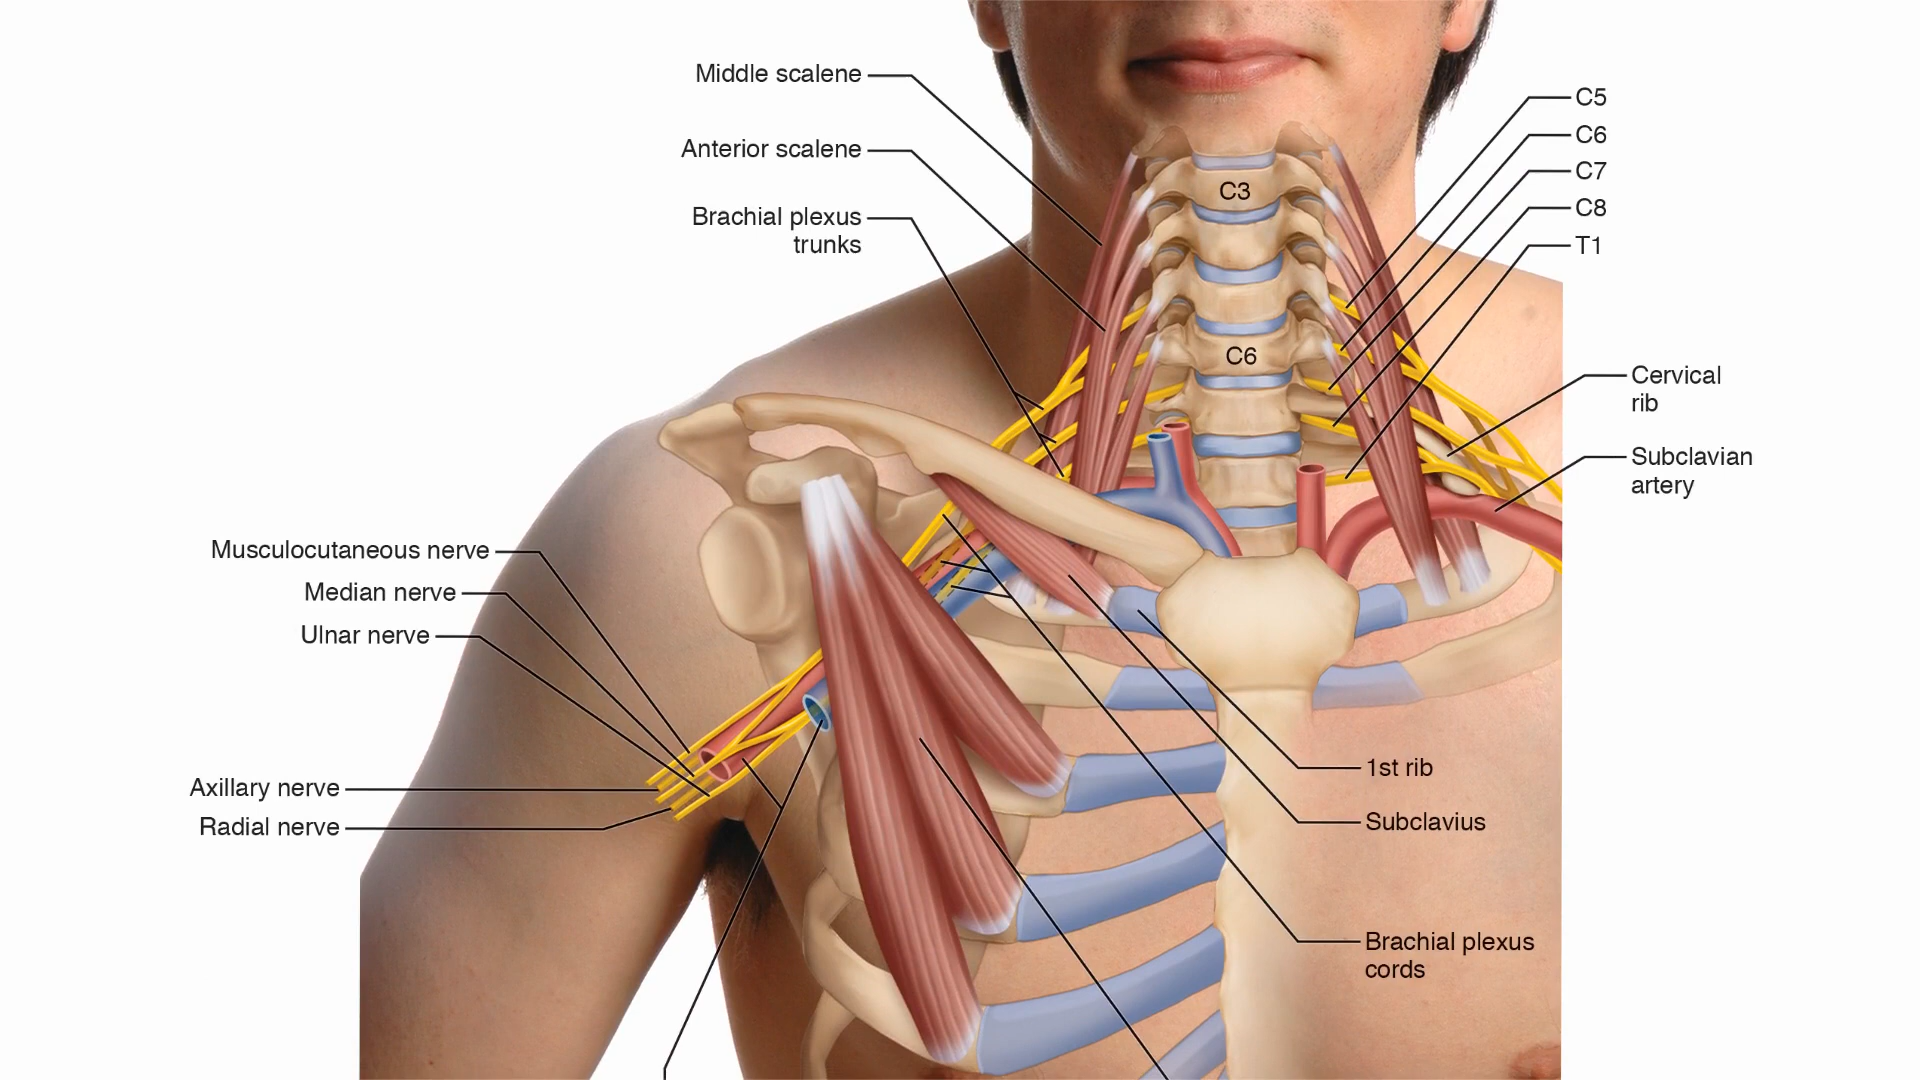 Middle scalene
Anterior scalene
Brachial plexus
trunks
C3
C6
C5
C6
C7
C8
T1
Cervical
rib
Subclavian
artery
Musculocutaneous nerve
Median nerve
Ulnar nerve
Axillary nerve
Radial nerve
1st rib
Subclavius
Brachial plexus
cords